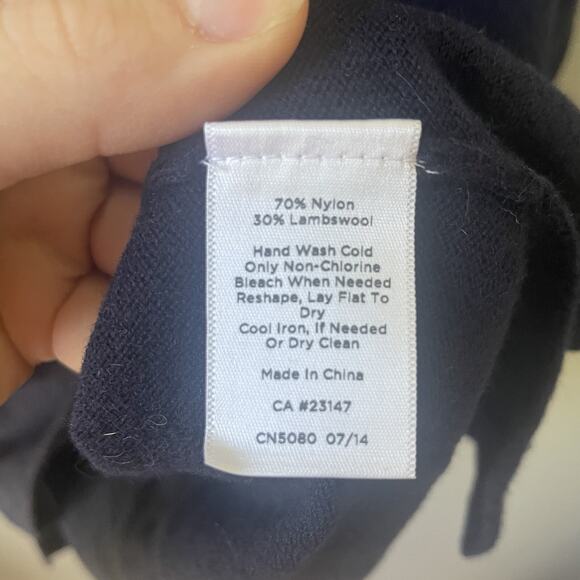 70% Nylon
30% Lambswool
Hand Wash Cold
Only Non-Chlorine
Bleach When Needed
Reshape, Lay Flat To
Dry
Cool Iron, If Needed
Or Dry Clean
Made In China
CA #23147
CN5080 07/14